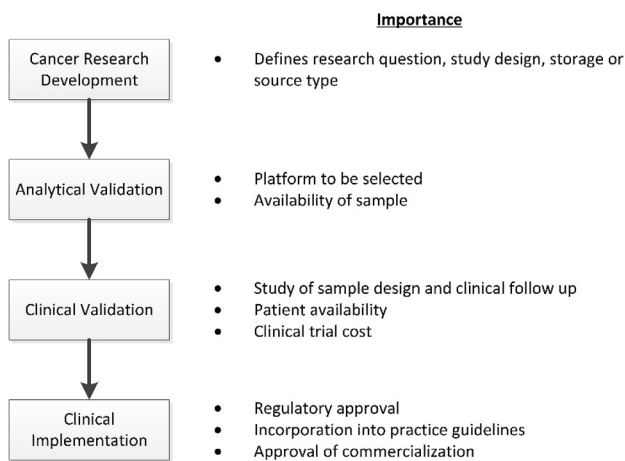 Importance
Cancer Research
Development
• Defines research question, study design, storage or
source type
Analytical Validation
• Platform to be selected
• Availability of sample
Clinical Validation
• Study of sample design and clinical follow up
• Patient availability
• Clinical trial cost
Clinical
Implementation
• Regulatory approval
• Incorporation into practice guidelines
• Approval of commercialization